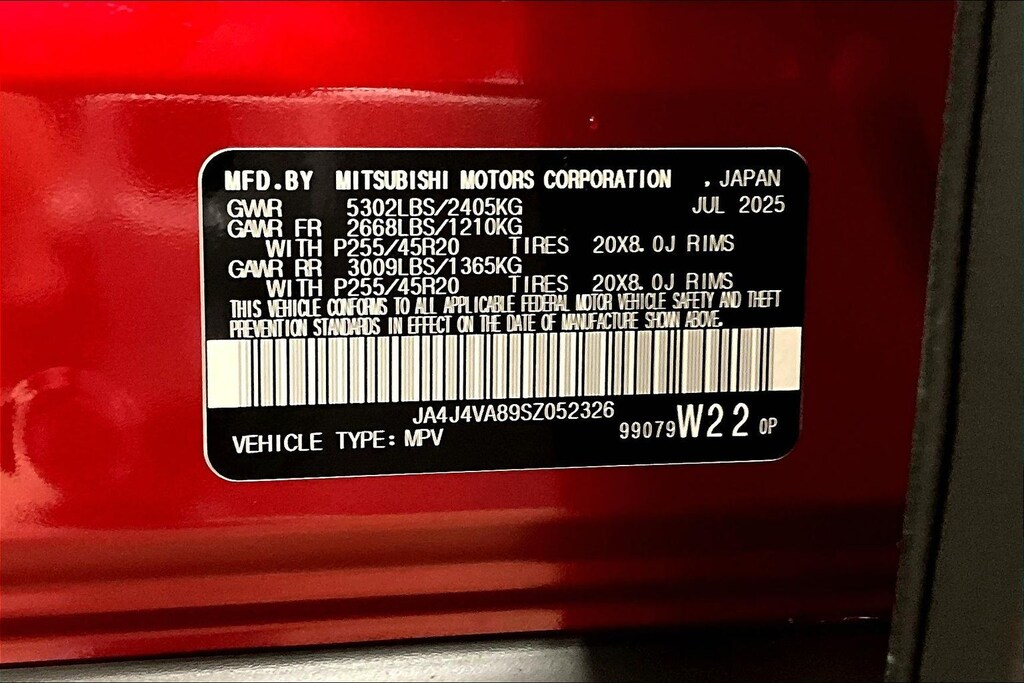 MFD.BY MITSUBISHI MOTORS CORPORATION , JAPAN
GVWR 5302LBS/2405KG JUL 2025
GAWR FR 2668LBS/1210KG
WITH P255/45R20 TIRES 20X8.0J RIMS
GAWR RR 3009LBS/1365KG
WITH P255/45R20 TIRES 20X8.0J RIMS
THIS VEHICLE CONFORMS TO ALL APPLICABLE FEDERAL MOTOR VEHICLE SAFETY AND THEFT
PREVENTION STANDARDS IN EFFECT ON THE DATE OF MANUFACTURE SHOWN ABOVE.
JA4J4VA89SZ052326
VEHICLE TYPE: MPV 99079 W22 0P